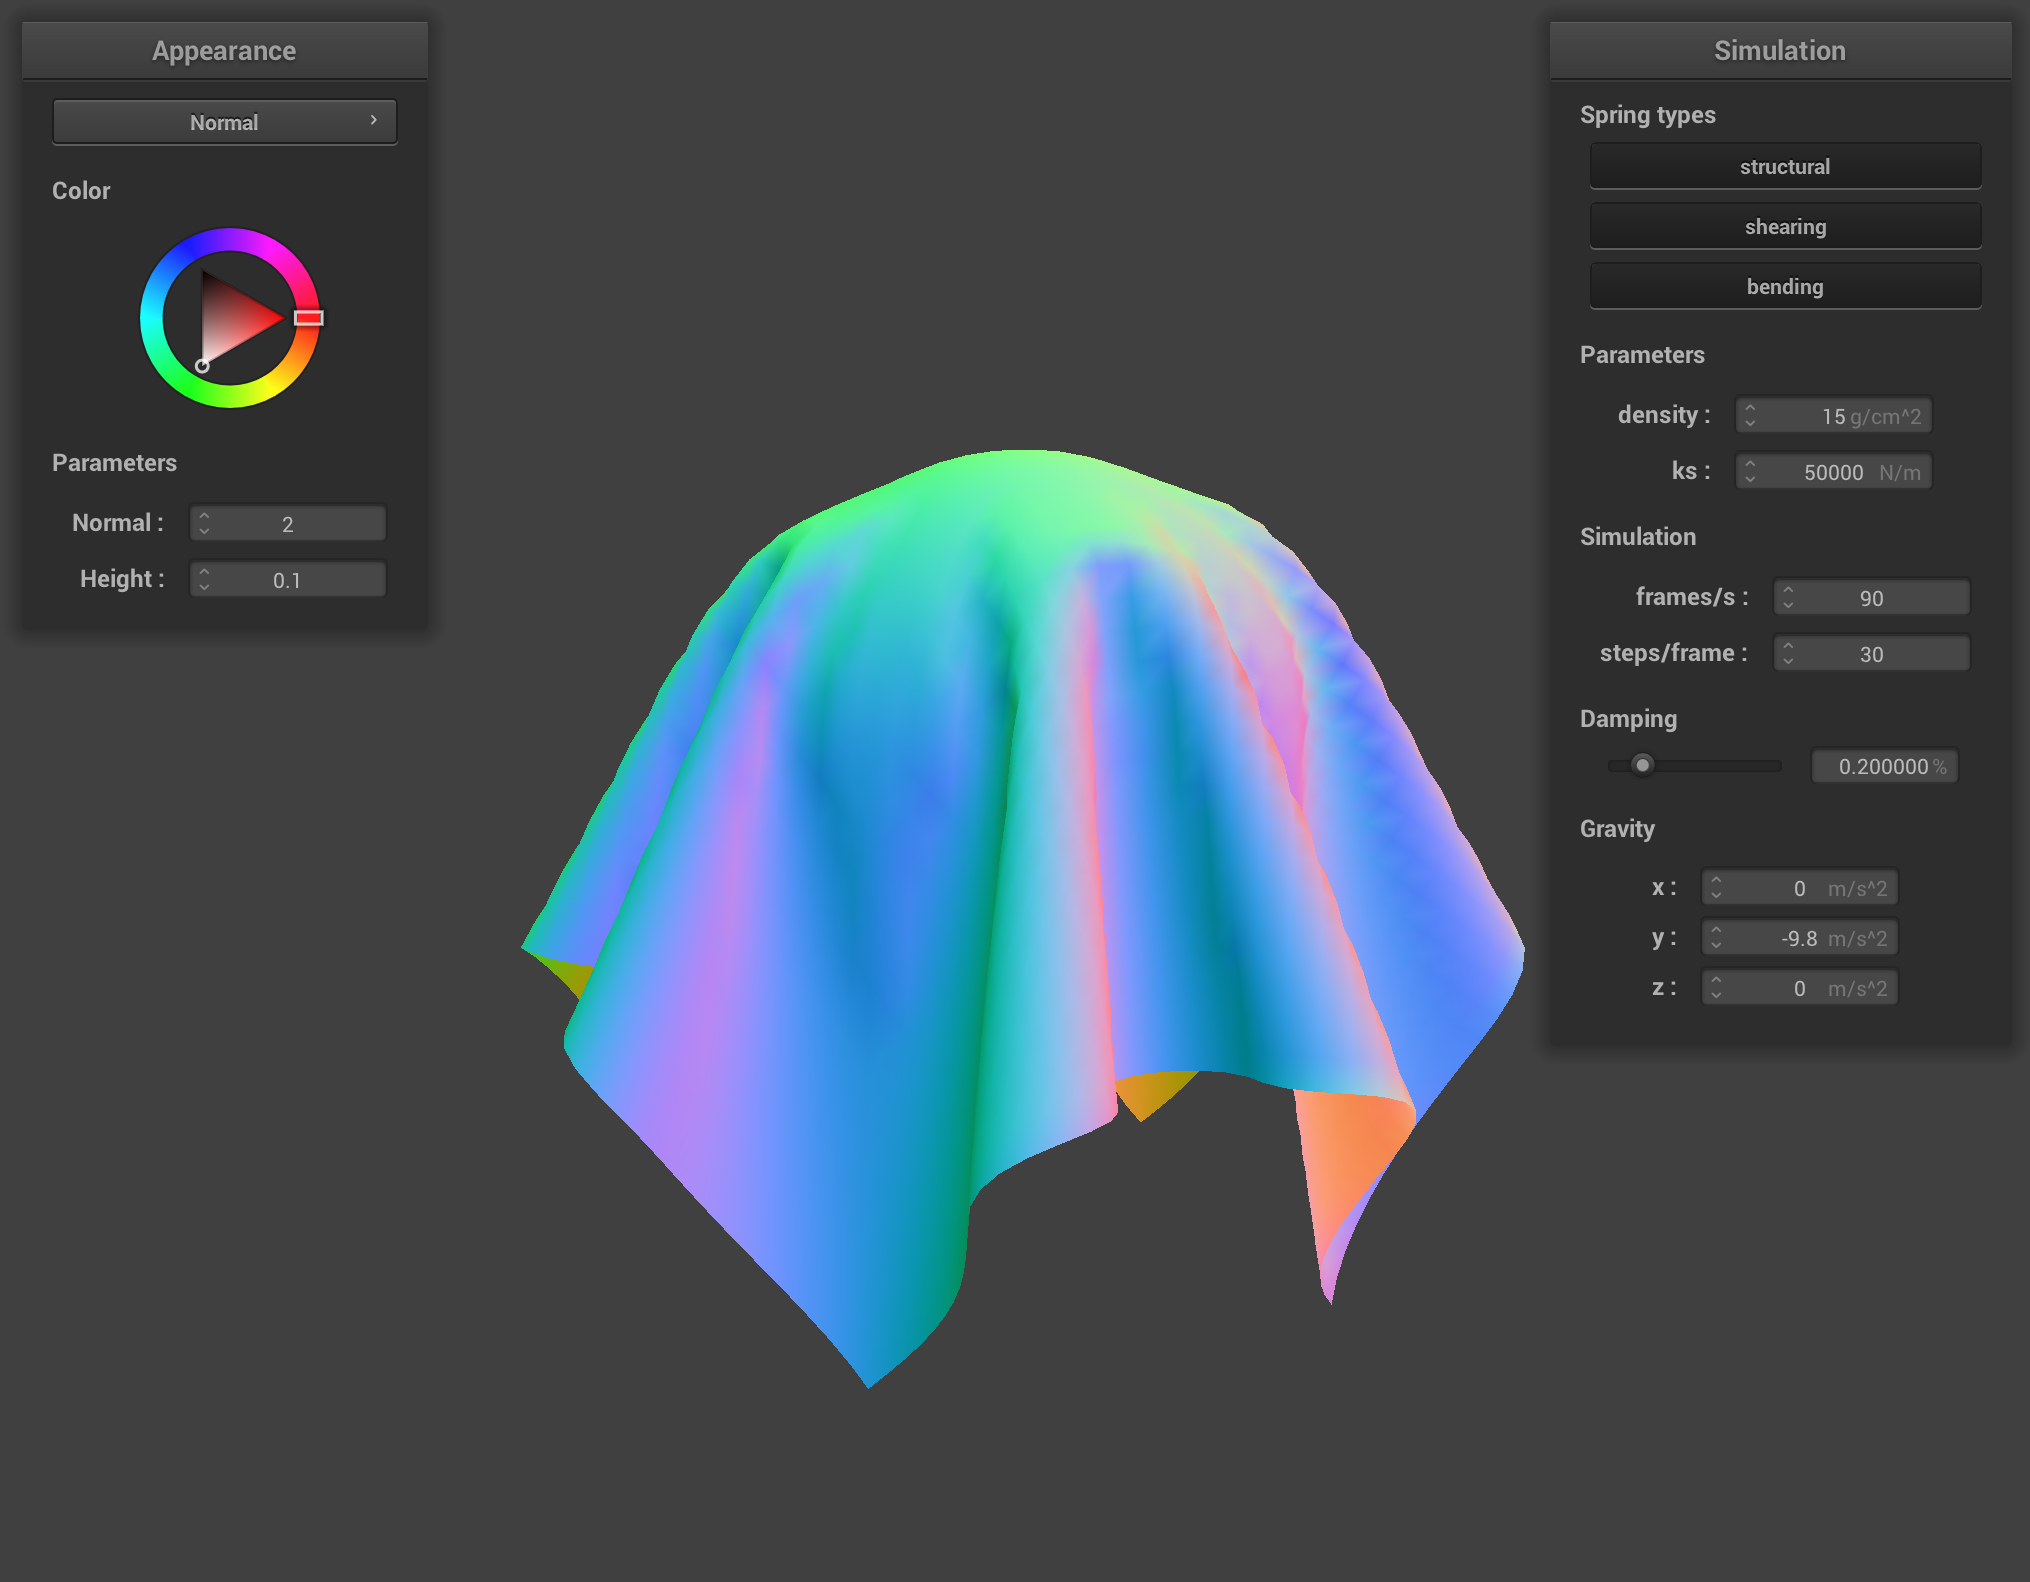 Appearance
Normal
Color
Parameters
Normal : 2
Height : 0.1
Simulation
Spring types
structural
shearing
bending
Parameters
density : 15 g/cm^2
ks : 50000 N/m
Simulation
frames/s : 90
steps/frame : 30
Damping
0.200000 %
Gravity
x : 0 m/s^2
y : -9.8 m/s^2
z : 0 m/s^2